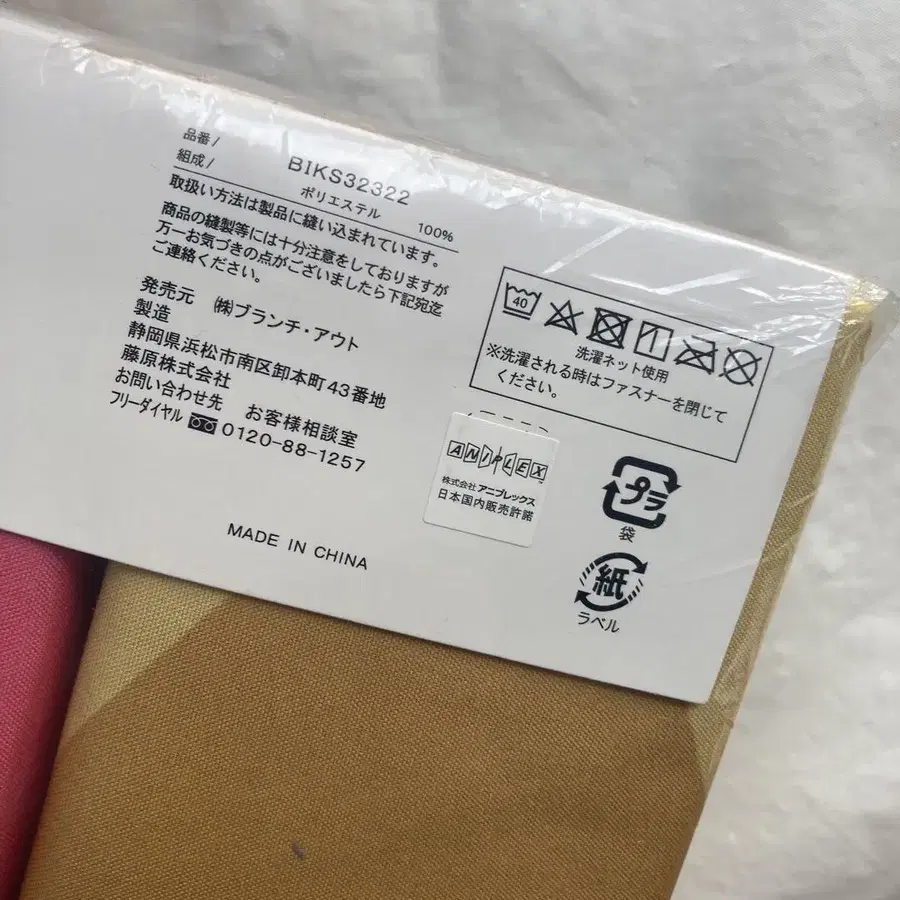 品番/ BIKS32322
組成/ ポリエステル 100%
取扱い方法は製品に縫い込まれています。
商品の縫製等には十分注意をしておりますが
万一お気づきの点がございましたら下記宛迄
ご連絡ください。
発売元 ㈱ブランチ・アウト
製造
静岡県浜松市南区卸本町43番地
藤原株式会社
お問い合わせ先 お客様相談室
フリーダイヤル 0120-88-1257
MADE IN CHINA
40
洗濯ネット使用
※洗濯される時はファスナーを閉じて
ください。
ANIPLEX
株式会社アニプレックス
日本国内販売許諾
プラ
袋
紙
ラベル